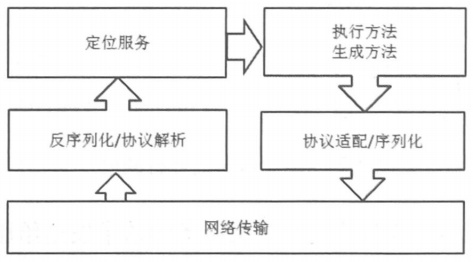 定位服务
执行方法
生成方法
反序列化/协议解析
协议适配/序列化
网络传输